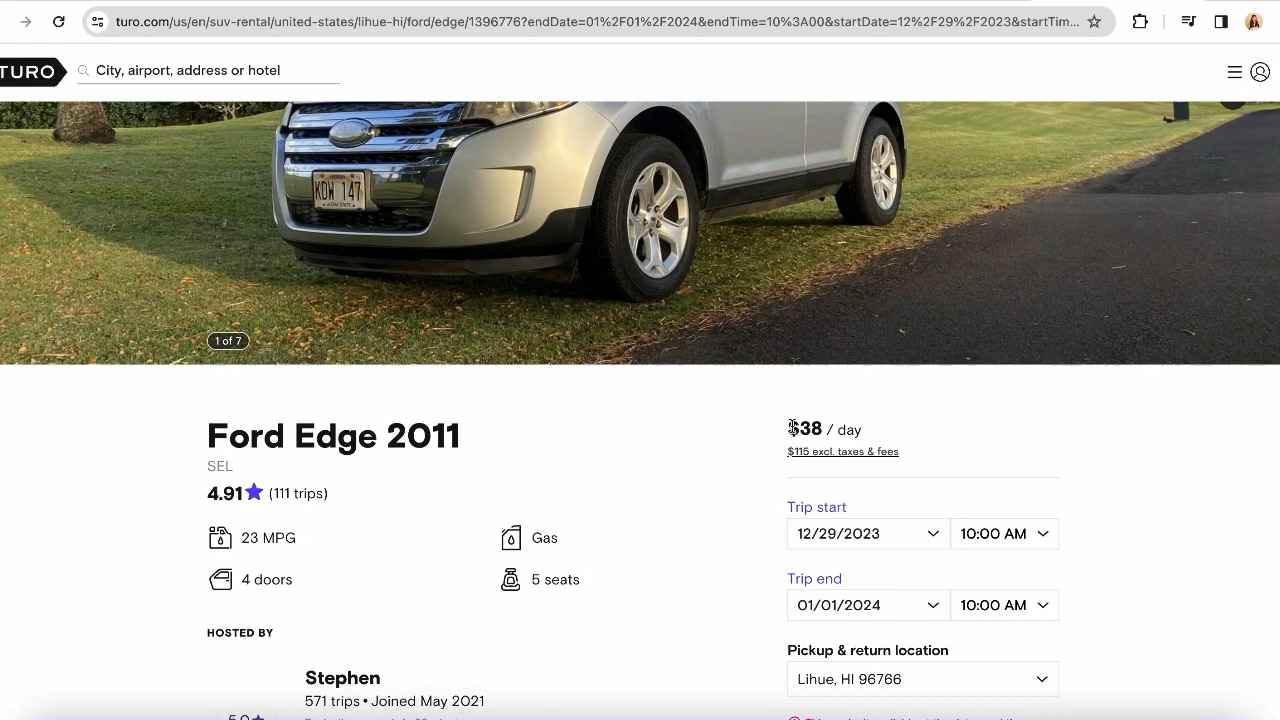 turo.com/us/en/suv-rental/united-states/lihue-hi/ford/edge/1396776?endDate=01%2F01%2F2024&endTime=10%3A00&startDate=12%2F29%2F2023&startTim...
TURO
City, airport, address or hotel
KDW 147
ALOHA STATE
1 of 7
Ford Edge 2011
SEL
4.91 (111 trips)
23 MPG
Gas
4 doors
5 seats
HOSTED BY
Stephen
571 trips • Joined May 2021
5.0
$38 / day
$115 excl. taxes & fees
Trip start
12/29/2023
10:00 AM
Trip end
01/01/2024
10:00 AM
Pickup & return location
Lihue, HI 96766